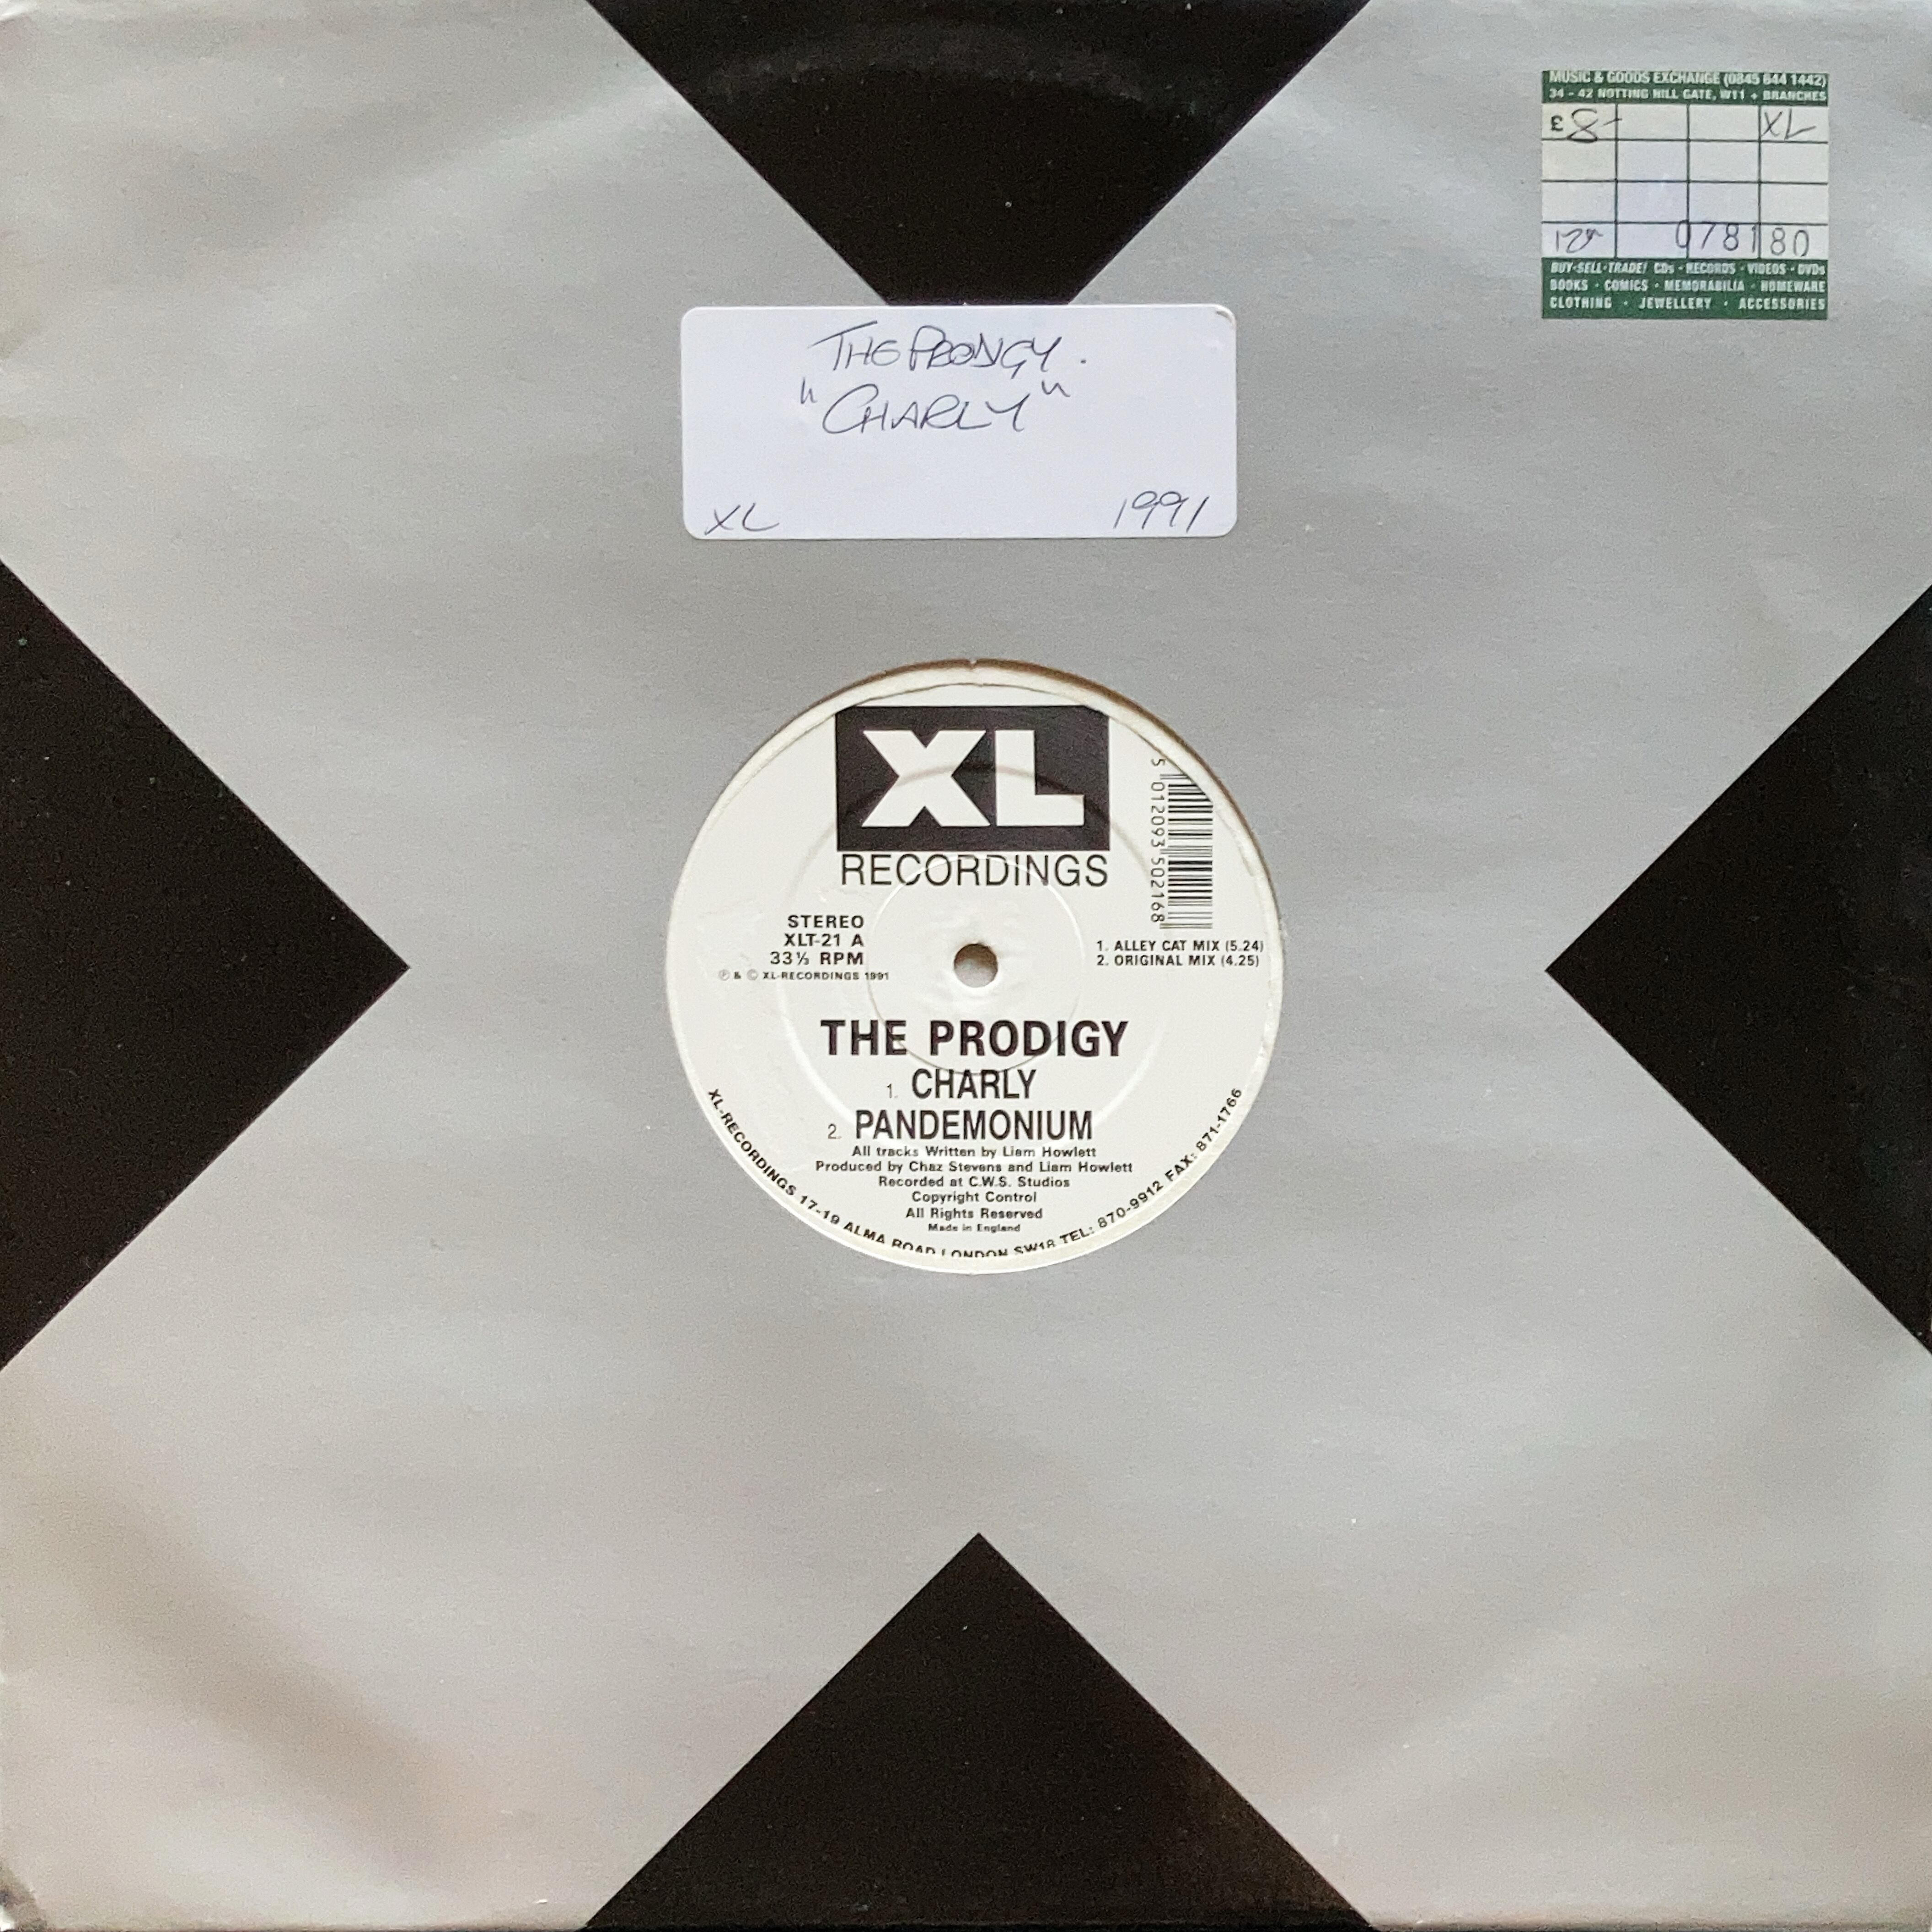 MUSIC & GOODS EXCHANGE (0845 644 1442)
34 - 42 NOTTING HILL GATE, W11 + BRANCHES
£ 8- XL
12" 078180
BUY·SELL·TRADE! CDs · RECORDS · VIDEOS · DVDs
BOOKS · COMICS · MEMORABILIA · HOMEWARE
CLOTHING · JEWELLERY · ACCESSORIES
THE PRODIGY.
"CHARLY"
XL 1991
XL
RECORDINGS
5 012093 502168
STEREO
XLT-21 A
33⅓ RPM
℗ & © XL-RECORDINGS 1991
1. ALLEY CAT MIX (5.24)
2. ORIGINAL MIX (4.25)
THE PRODIGY
1. CHARLY
2. PANDEMONIUM
All tracks Written by Liam Howlett
Produced by Chaz Stevens and Liam Howlett
Recorded at C.W.S. Studios
Copyright Control
All Rights Reserved
Made in England
XL-RECORDINGS 17-19 ALMA ROAD LONDON SW18 TEL: 870-9912 FAX: 871-1766